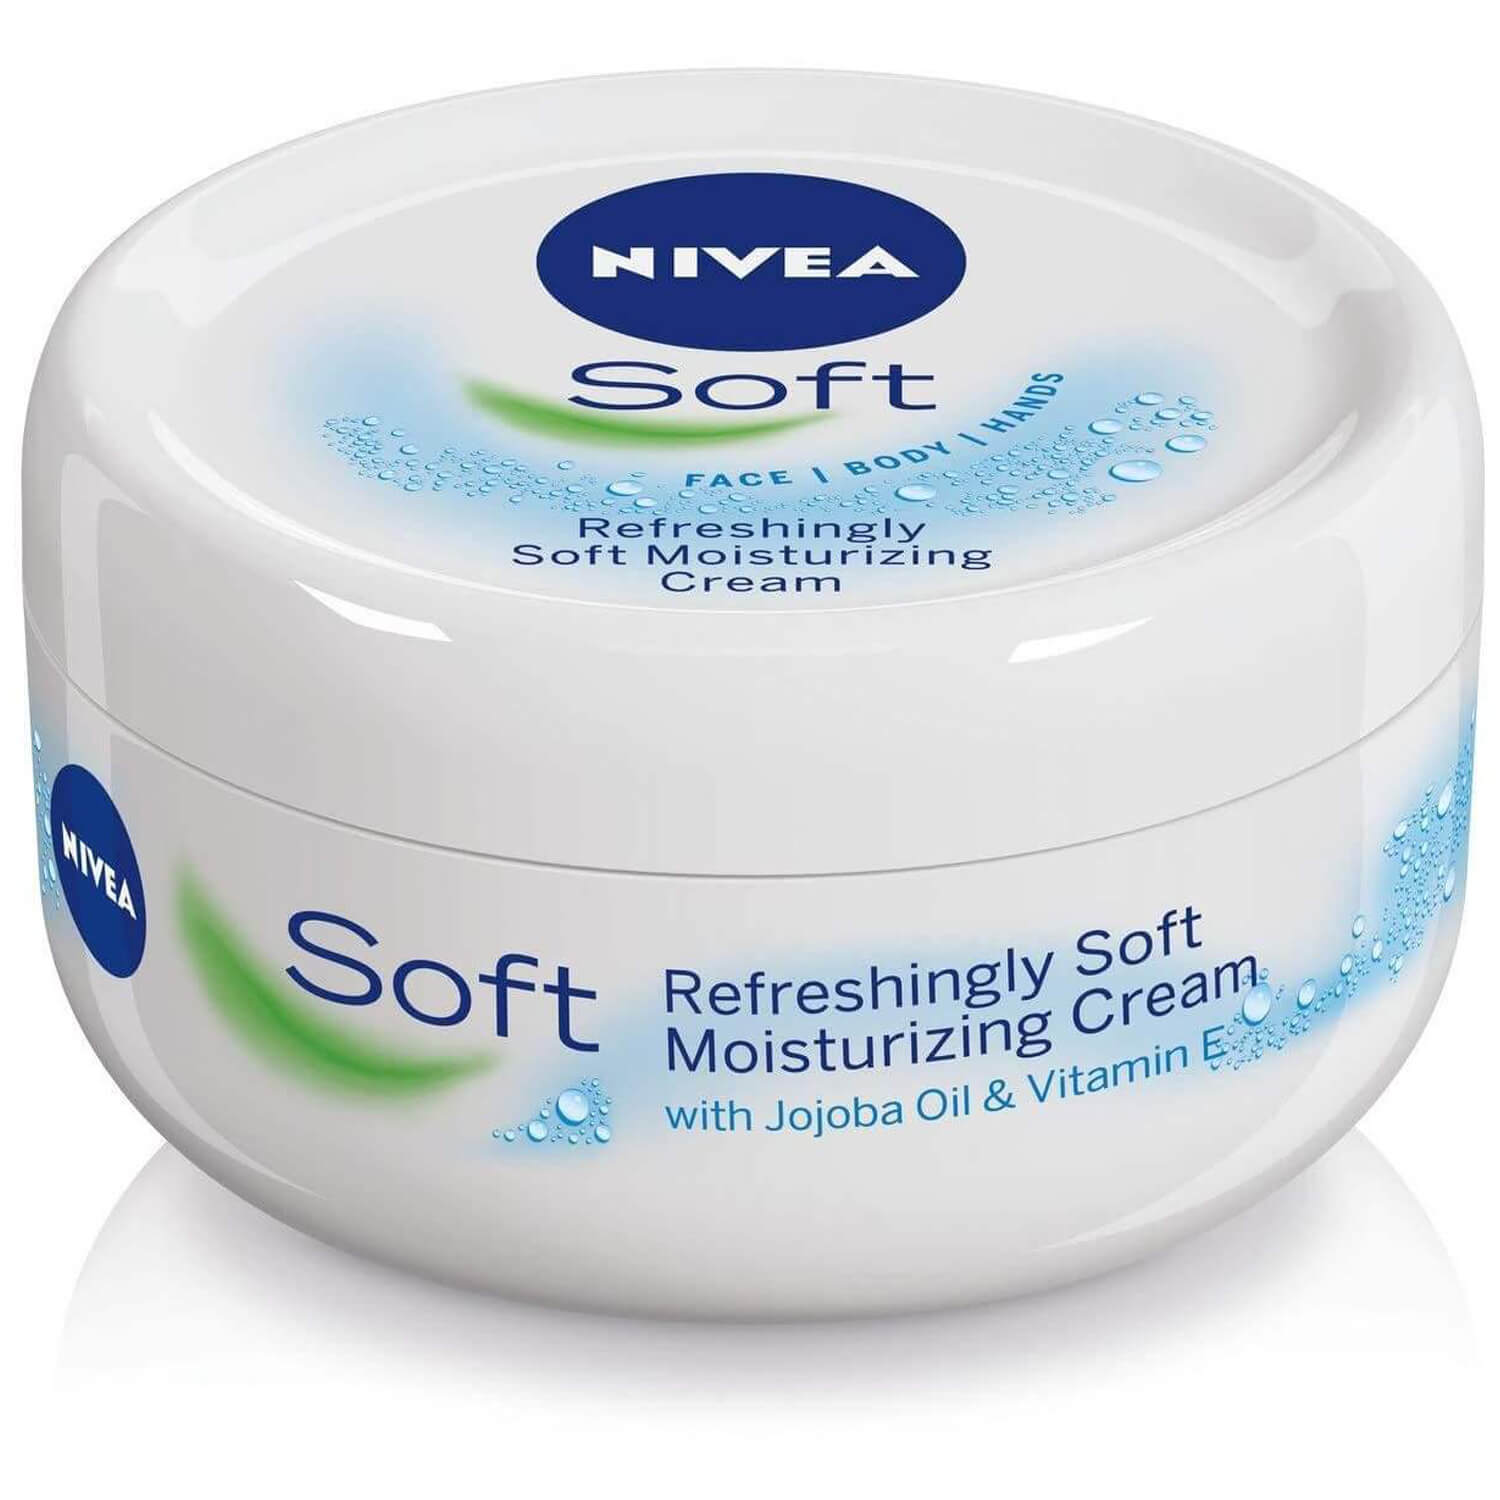 NIVEA
Soft
FACE | BODY | HANDS
Refreshingly
Soft Moisturizing
Cream
NIVEA
Soft
Refreshingly Soft
Moisturizing Cream
with Jojoba Oil & Vitamin E